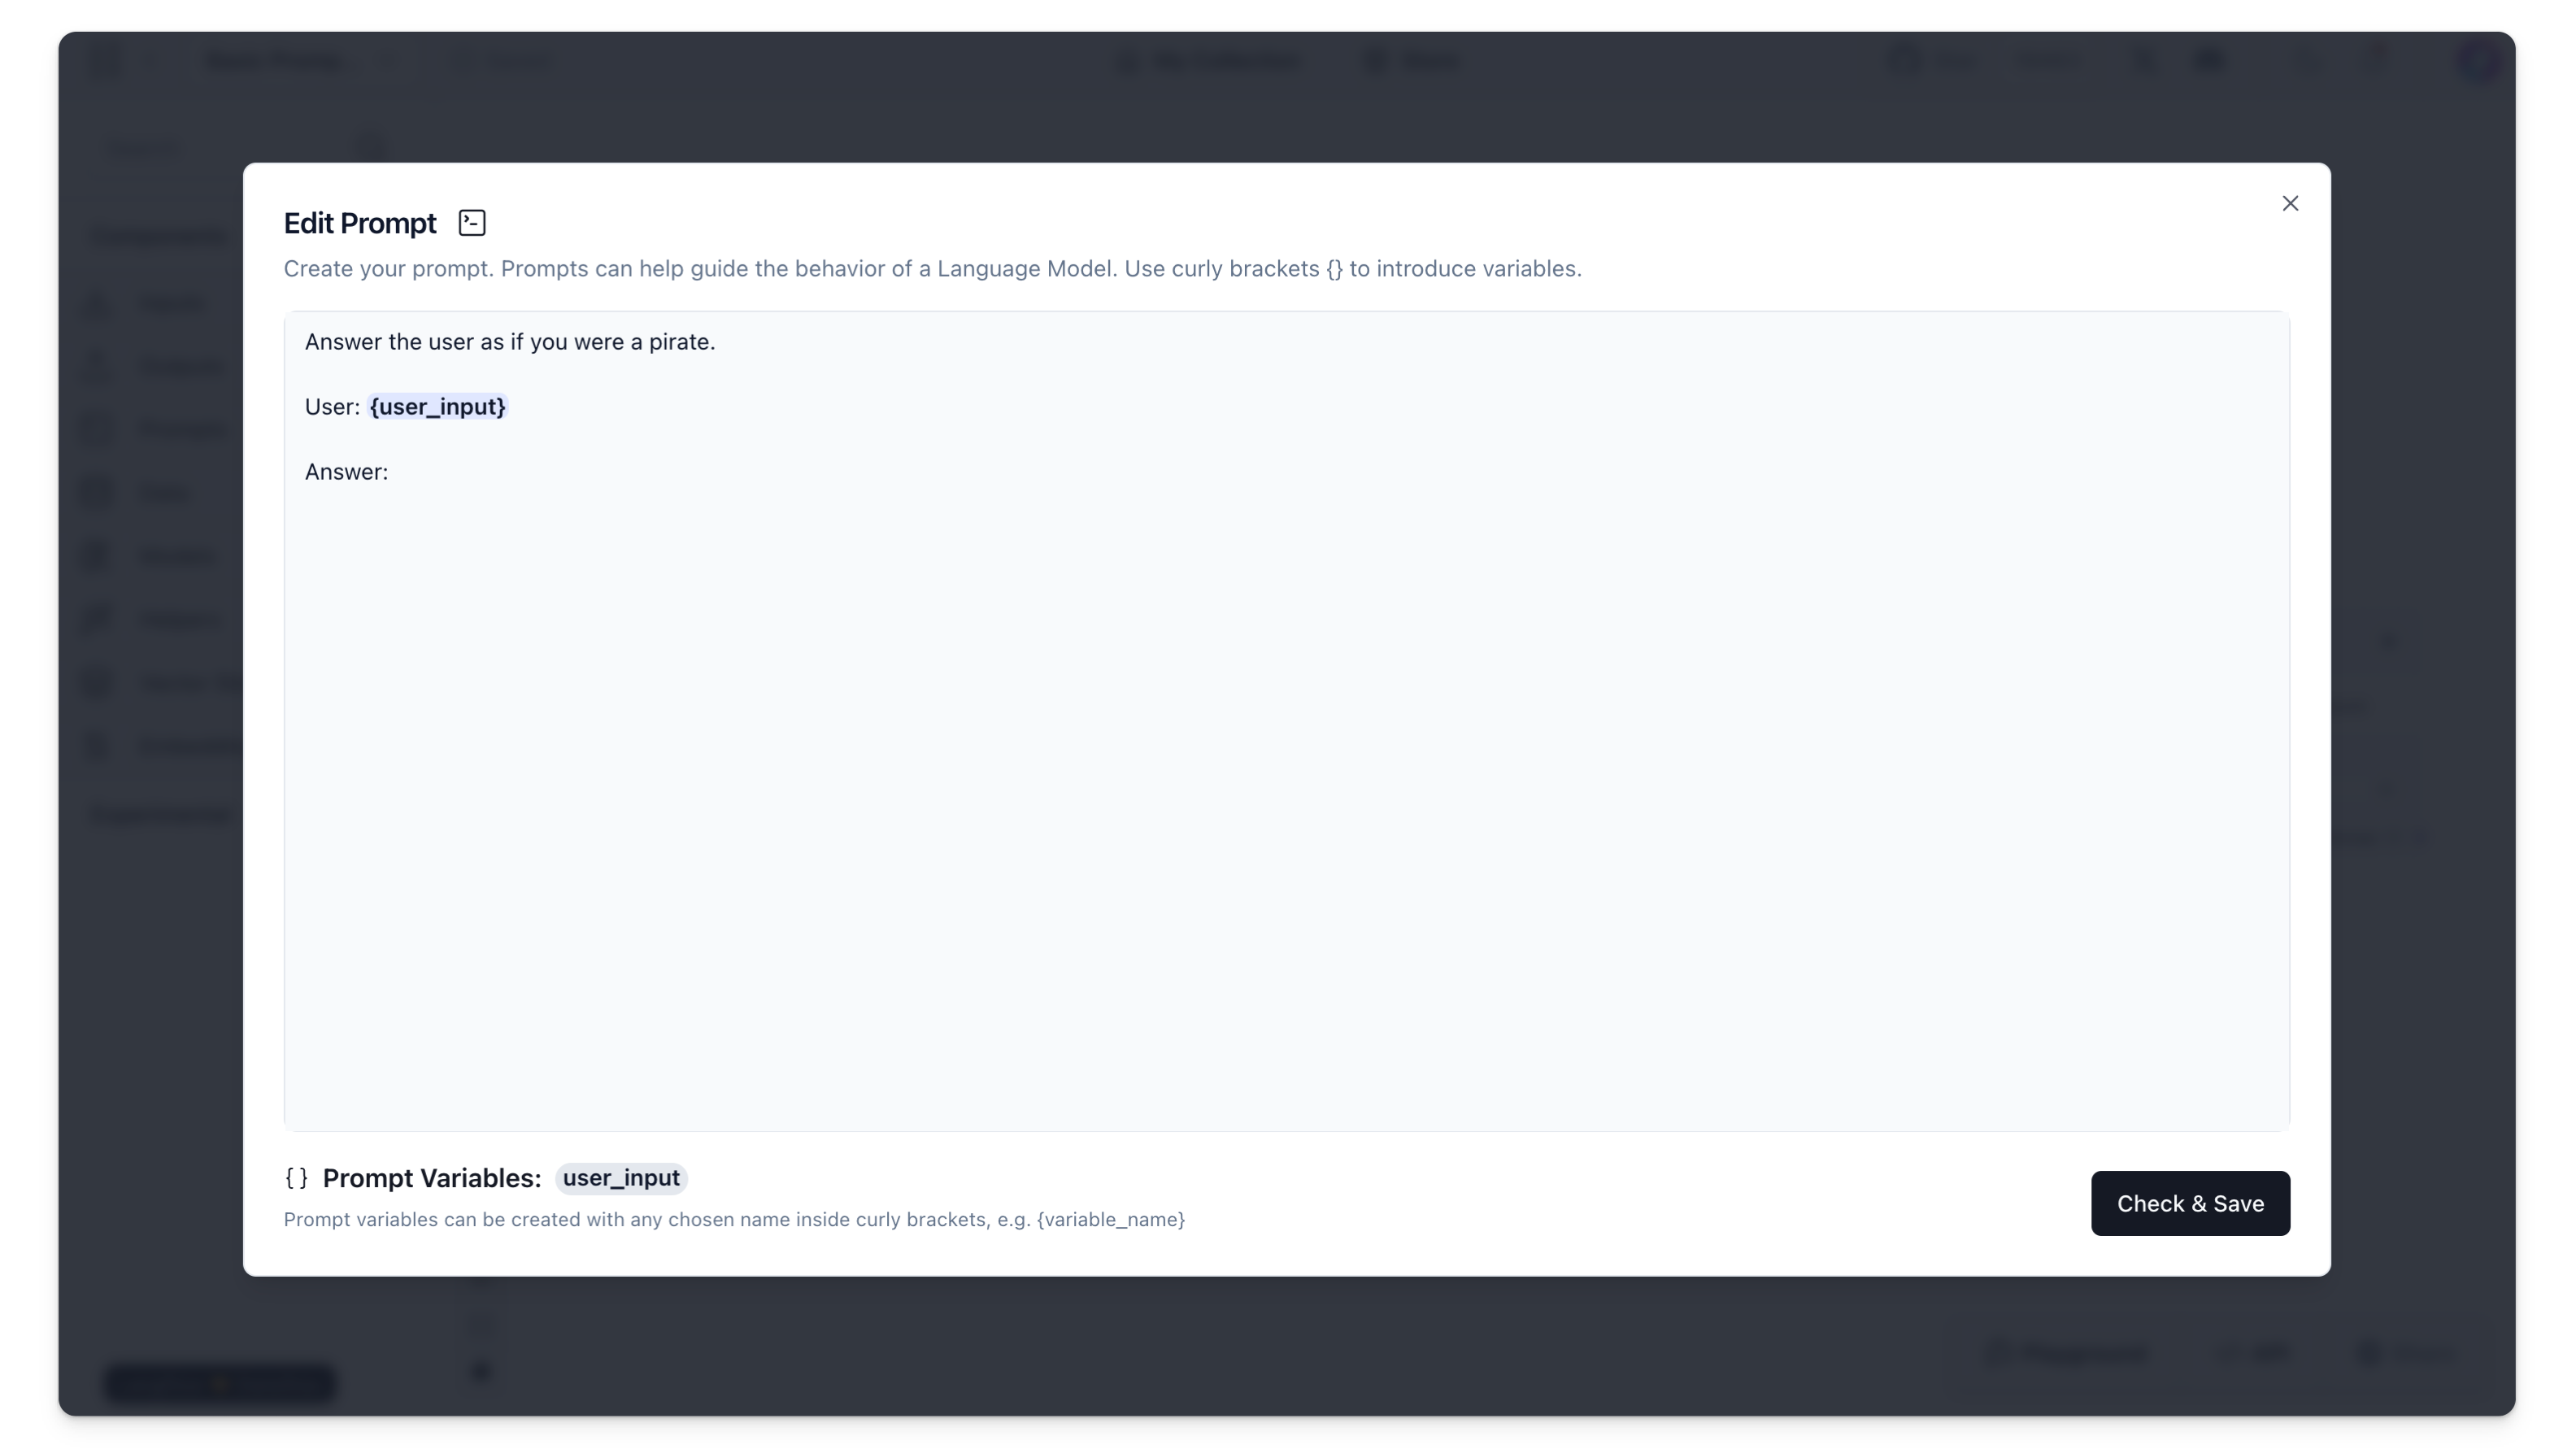 Edit Prompt
Create your prompt. Prompts can help guide the behavior of a Language Model. Use curly brackets {} to introduce variables.
Answer the user as if you were a pirate.
User: {user_input}
Answer:
{} Prompt Variables: user_input
Prompt variables can be created with any chosen name inside curly brackets, e.g. {variable_name}
Check & Save